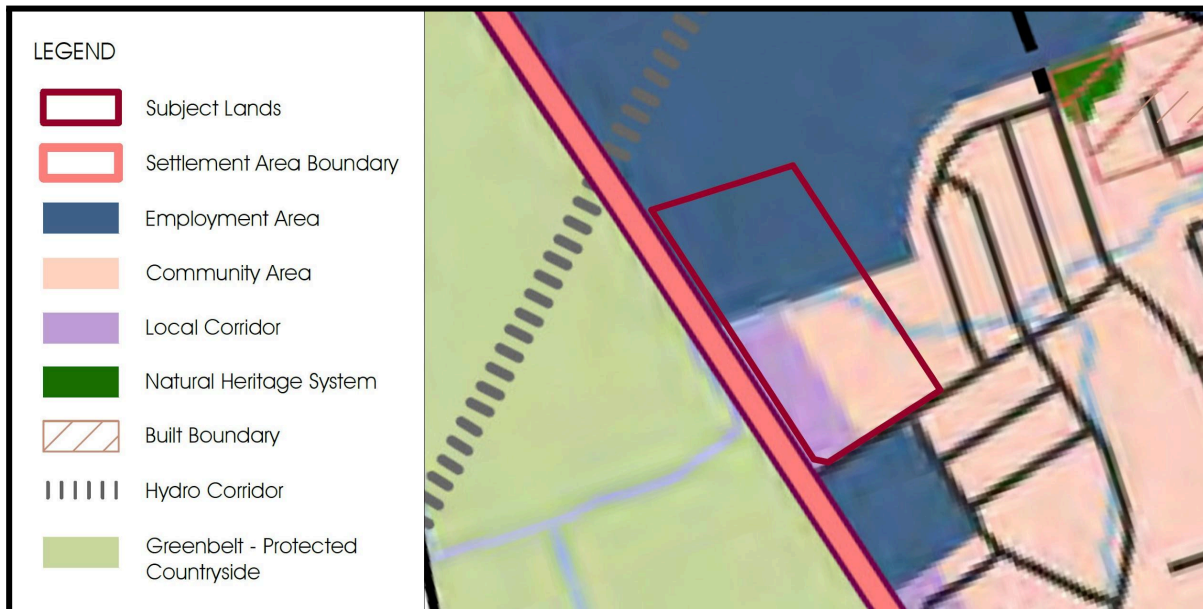 LEGEND
Subject Lands
Settlement Area Boundary
Employment Area
Community Area
Local Corridor
Natural Heritage System
Built Boundary
Hydro Corridor
Greenbelt - Protected
Countryside